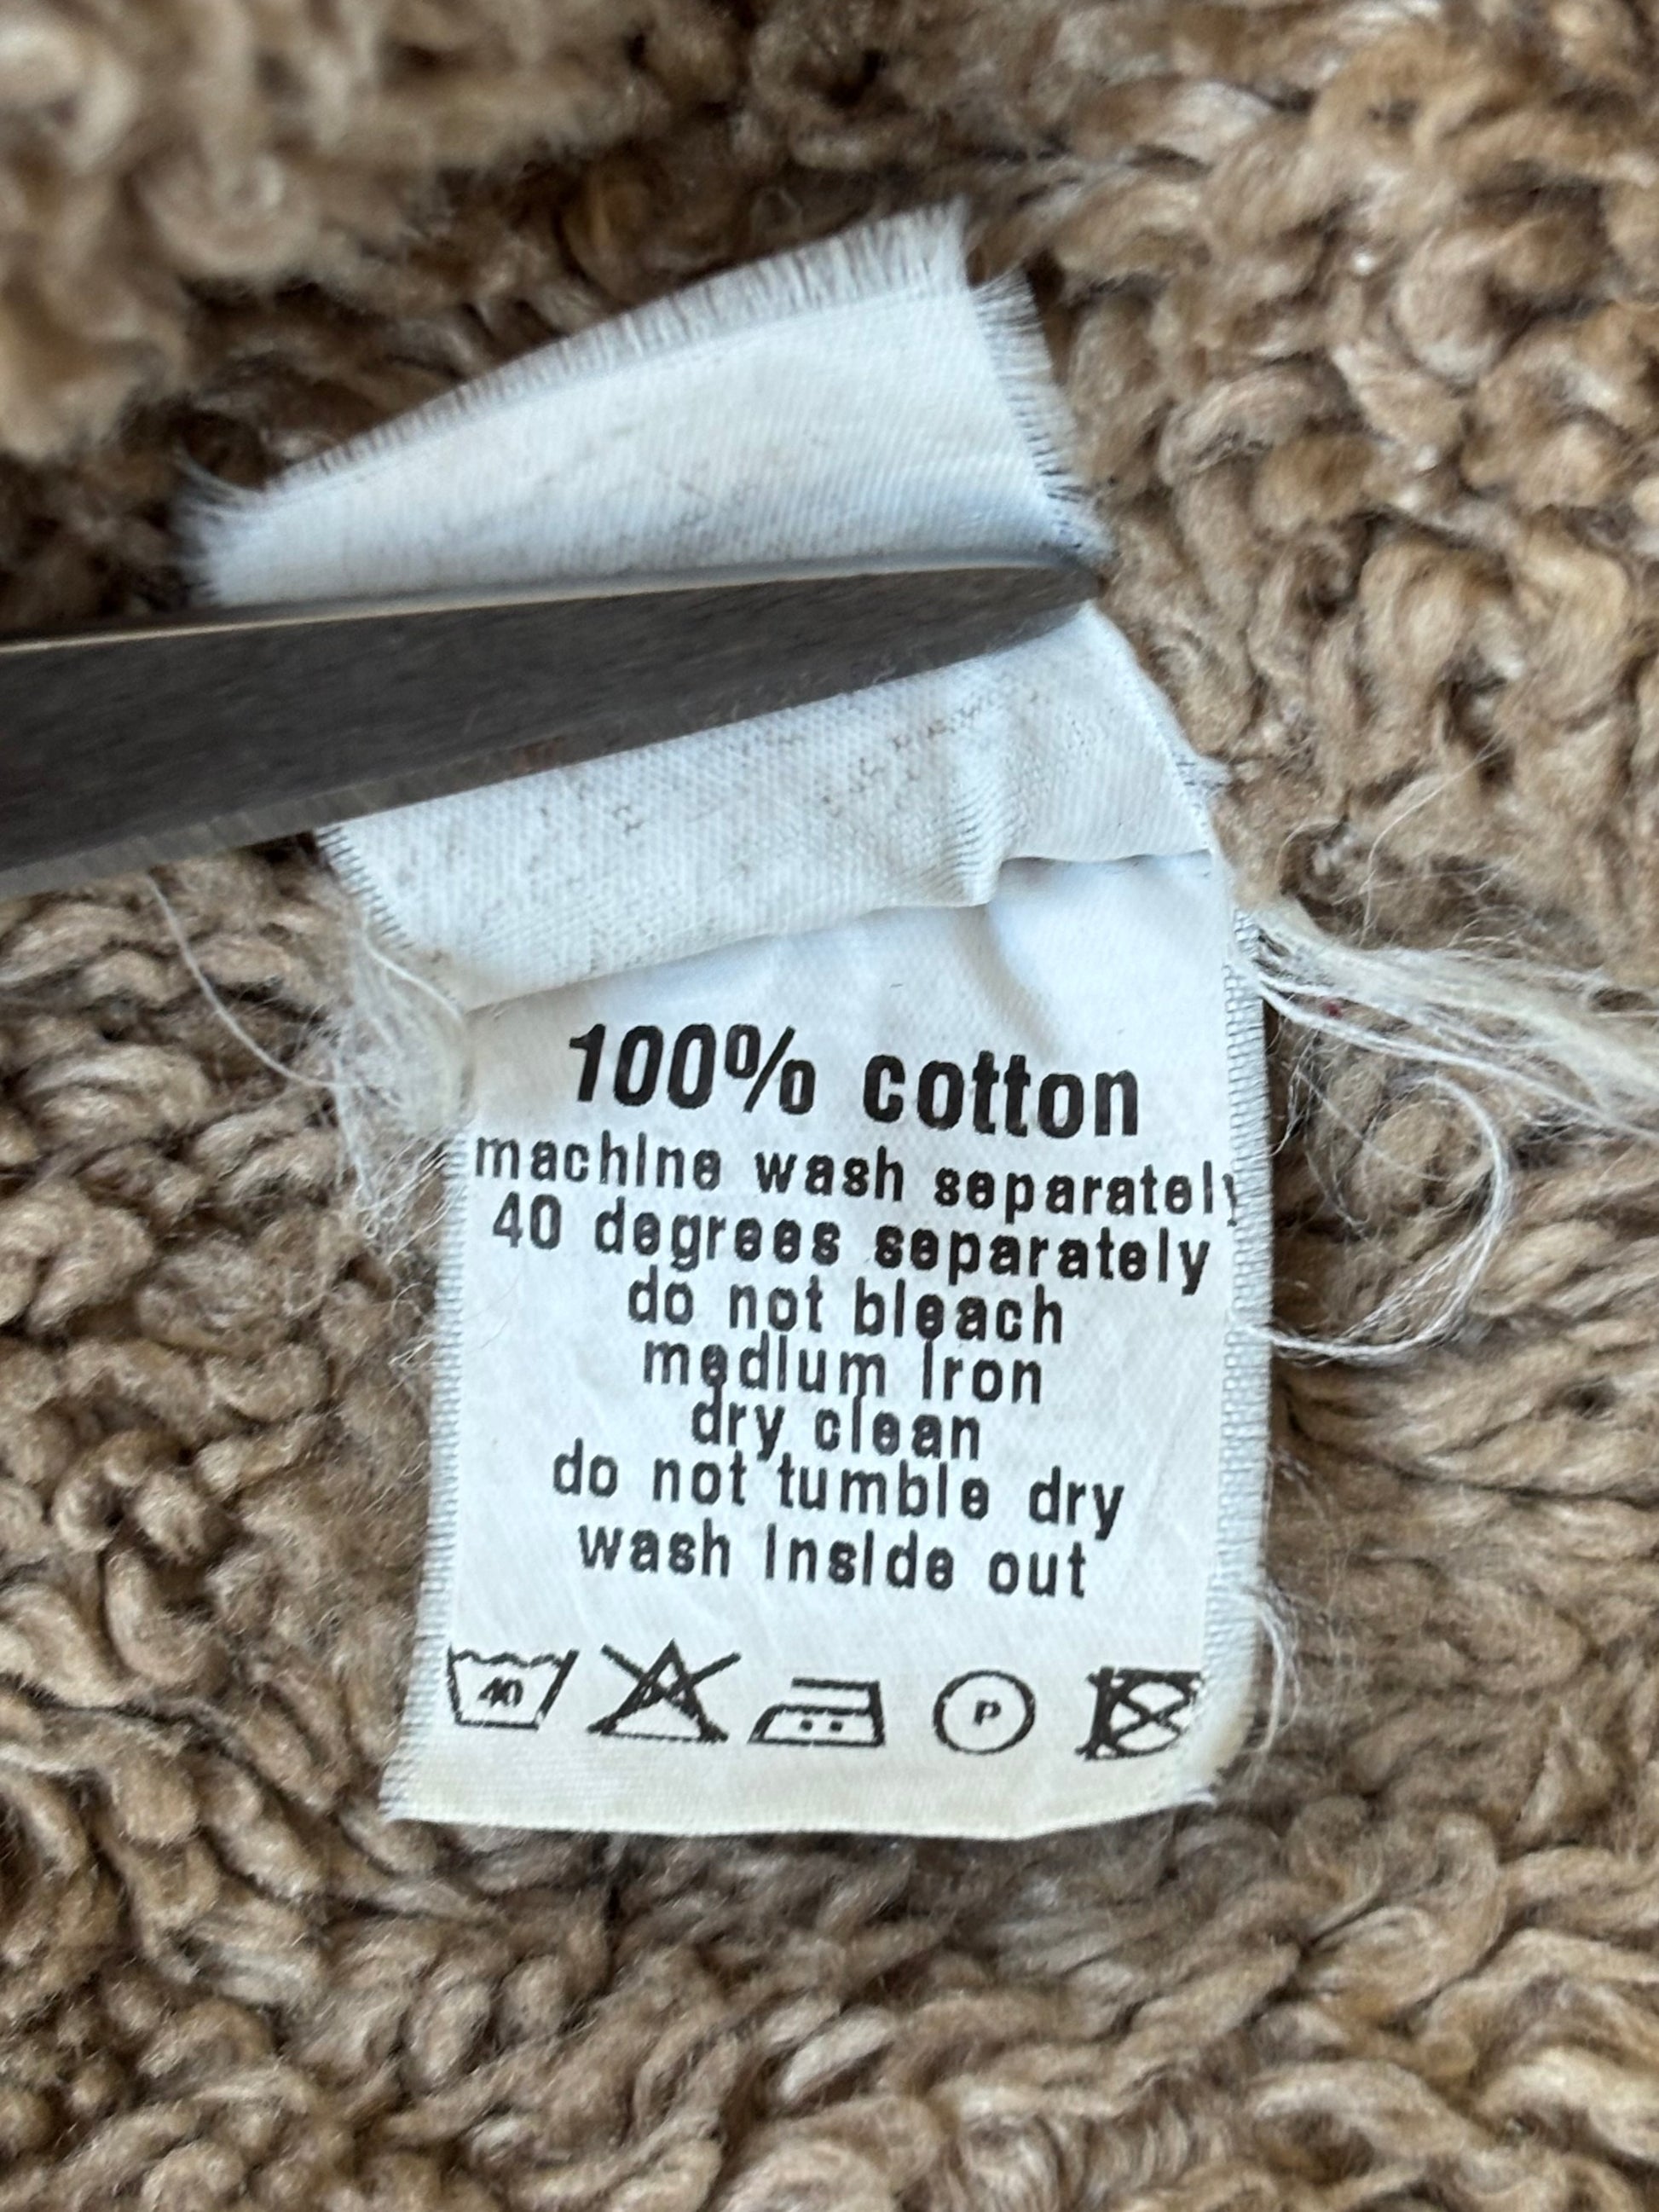 100% cotton
machine wash separately
40 degrees separately
do not bleach
medium iron
dry clean
do not tumble dry
wash inside out
40
P